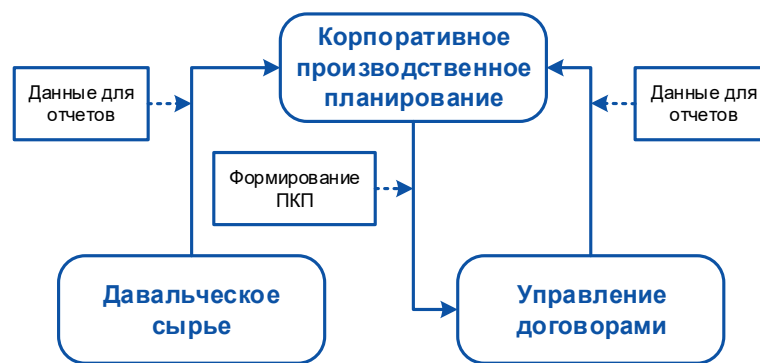 Корпоративное
производственное
планирование
Данные для
отчетов
Данные для
отчетов
Формирование
ПКП
Давальческое
сырье
Управление
договорами